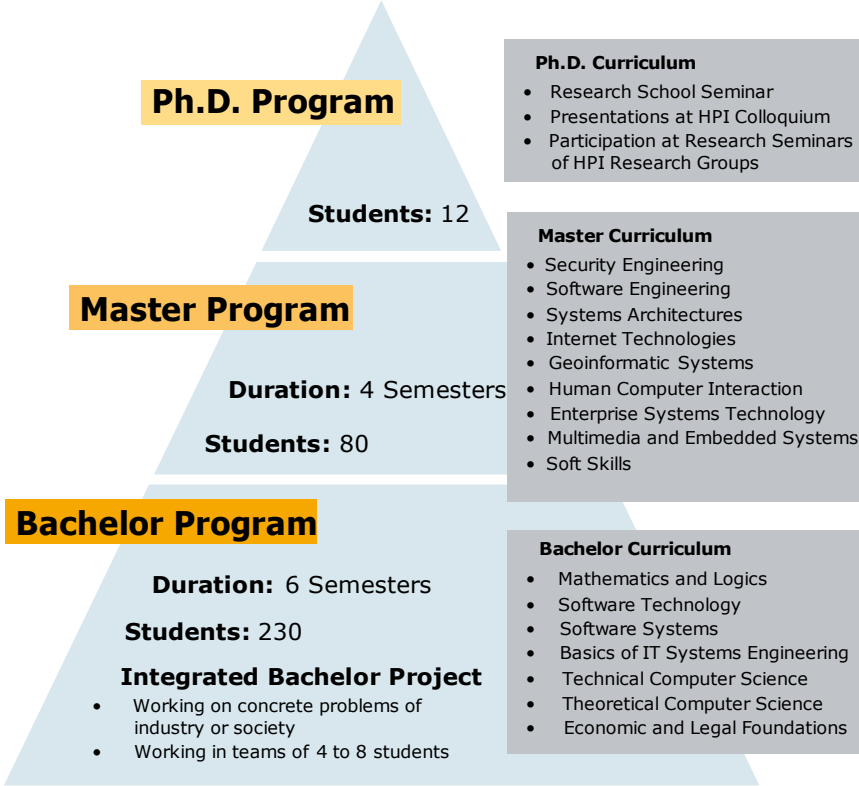 Ph.D. Program
Students: 12
Ph.D. Curriculum
• Research School Seminar
• Presentations at HPI Colloquium
• Participation at Research Seminars
of HPI Research Groups
Master Program
Duration: 4 Semesters
Students: 80
Master Curriculum
• Security Engineering
• Software Engineering
• Systems Architectures
• Internet Technologies
• Geoinformatic Systems
• Human Computer Interaction
• Enterprise Systems Technology
• Multimedia and Embedded Systems
• Soft Skills
Bachelor Program
Duration: 6 Semesters
Students: 230
Integrated Bachelor Project
• Working on concrete problems of
industry or society
• Working in teams of 4 to 8 students
Bachelor Curriculum
• Mathematics and Logics
• Software Technology
• Software Systems
• Basics of IT Systems Engineering
• Technical Computer Science
• Theoretical Computer Science
• Economic and Legal Foundations